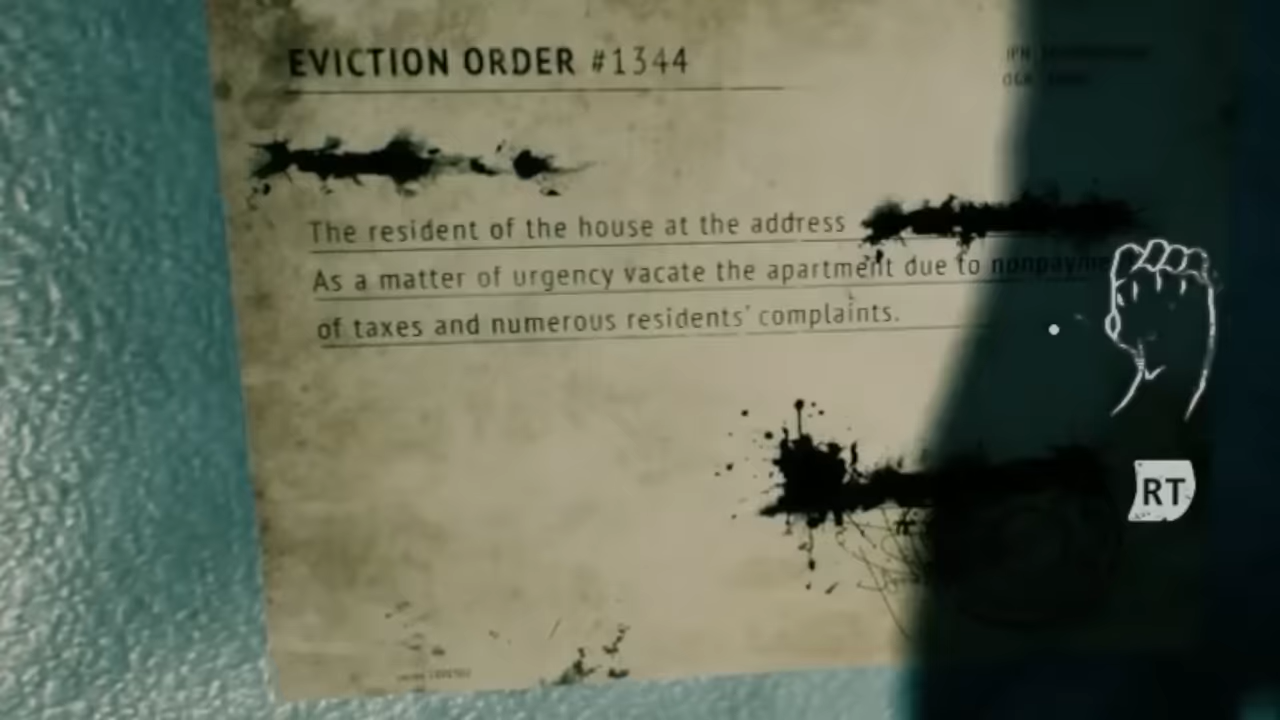 EVICTION ORDER #1344
The resident of the house at the address
As a matter of urgency vacate the apartment due to nonpayme
of taxes and numerous residents' complaints.
RT